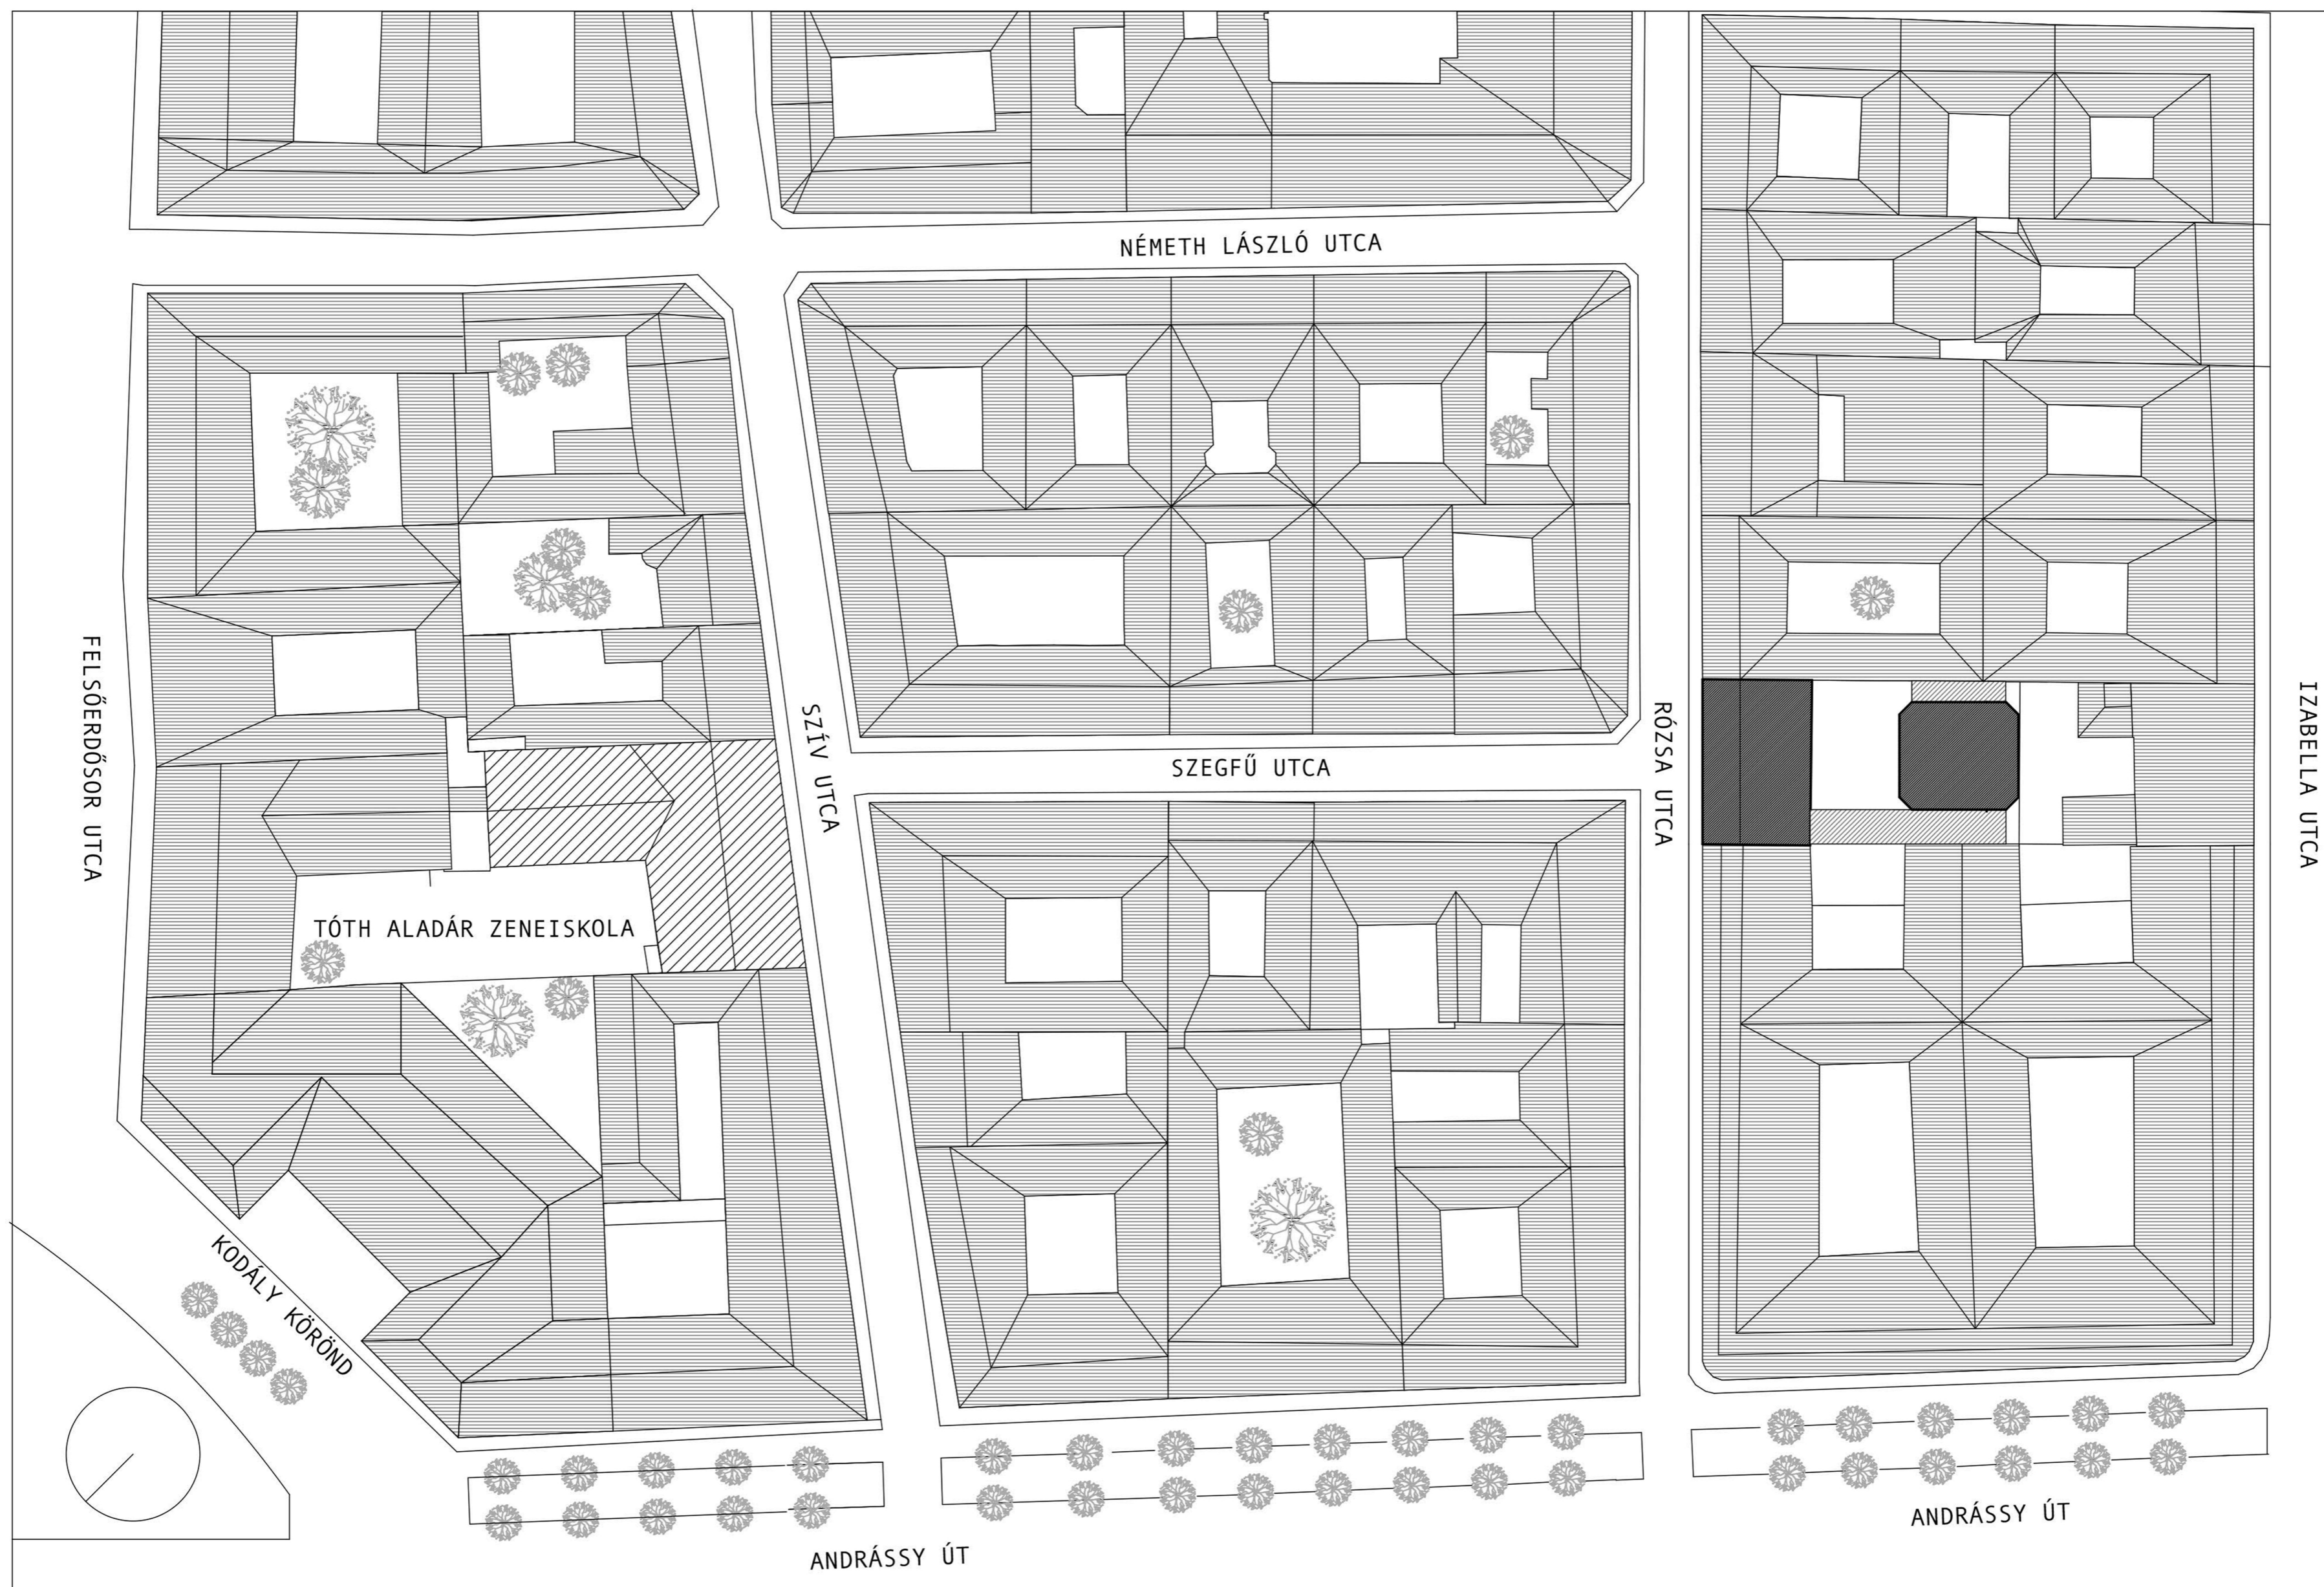 NÉMETH LÁSZLÓ UTCA
FELSŐERDŐSOR UTCA
SZÍV UTCA
SZEGFŰ UTCA
RÓZSA UTCA
IZABELLA UTCA
TÓTH ALADÁR ZENEISKOLA
KODÁLY KÖRÖND
ANDRÁSSY ÚT
ANDRÁSSY ÚT